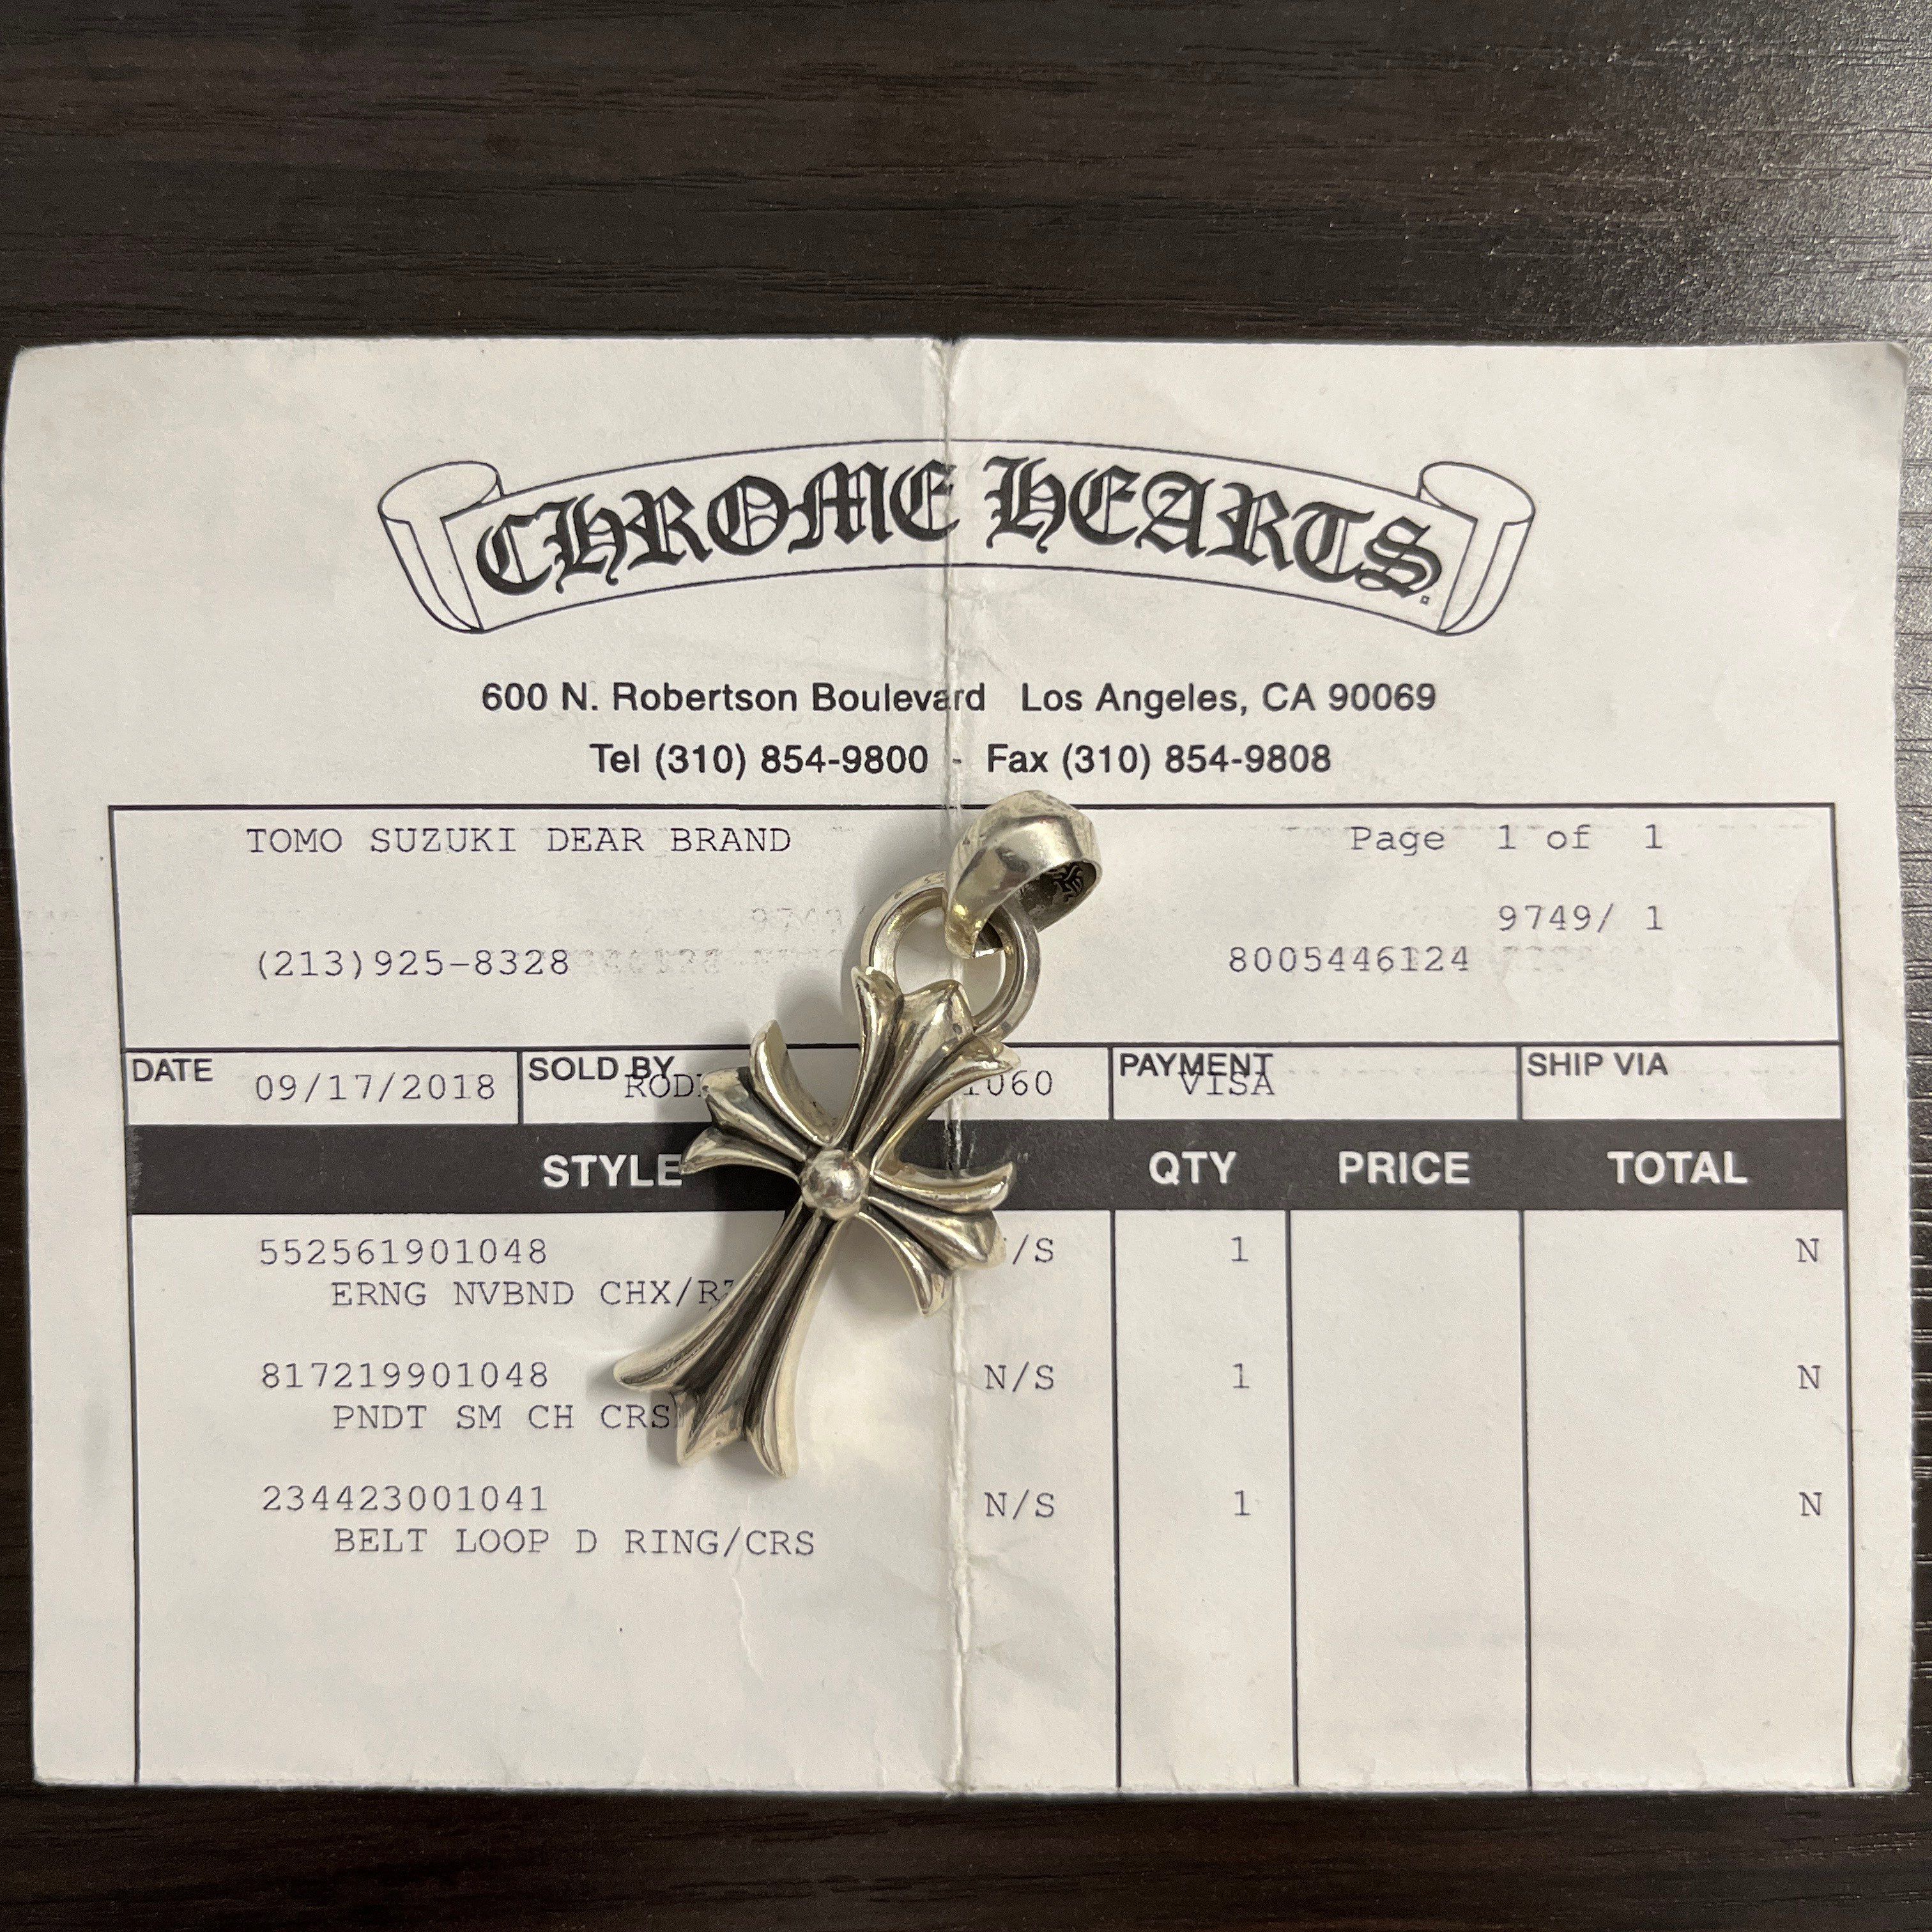 CHROME HEARTS
600 N. Robertson Boulevard Los Angeles, CA 90069
Tel (310) 854-9800 - Fax (310) 854-9808
TOMO SUZUKI DEAR BRAND Page 1 of 1
9749/ 1
(213)925-8328 8005446124
DATE 09/17/2018 SOLD BY 1060 PAYMENT VISA SHIP VIA
STYLE QTY PRICE TOTAL
552561901048 /S 1 N
ERNG NVBND CHX/
817219901048 N/S 1 N
PNDT SM CH CRS
234423001041 N/S 1 N
BELT LOOP D RING/CRS